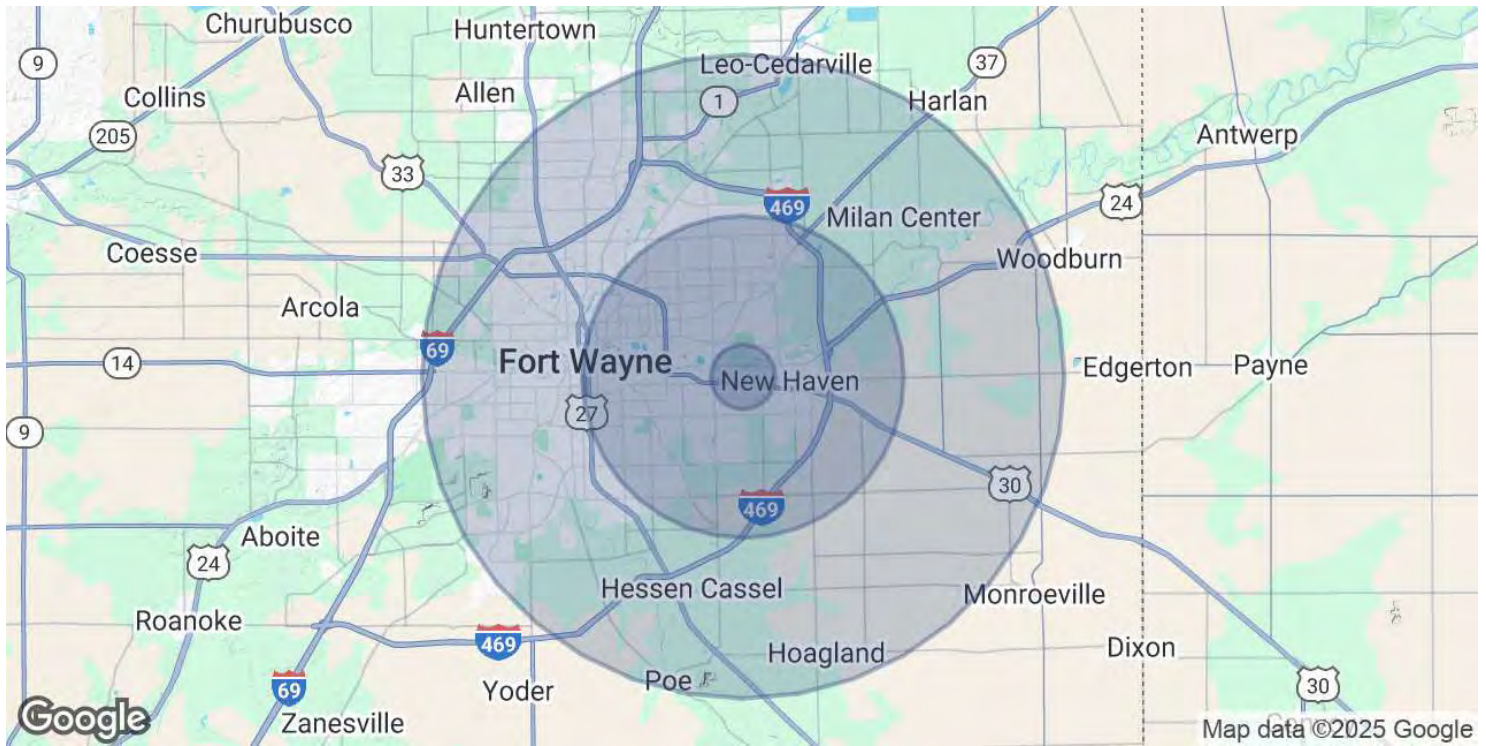 Churubusco
Huntertown
9
Leo-Cedarville
37
Collins
Allen
1
Harlan
205
Antwerp
33
469
24
Milan Center
Coesse
Woodburn
Arcola
69
Fort Wayne
14
New Haven
Edgerton
Payne
27
9
30
469
Aboite
24
Hessen Cassel
Monroeville
Roanoke
469
Hoagland
Dixon
69
Yoder
Poe
30
Google
Zanesville
Map data ©2025 Google